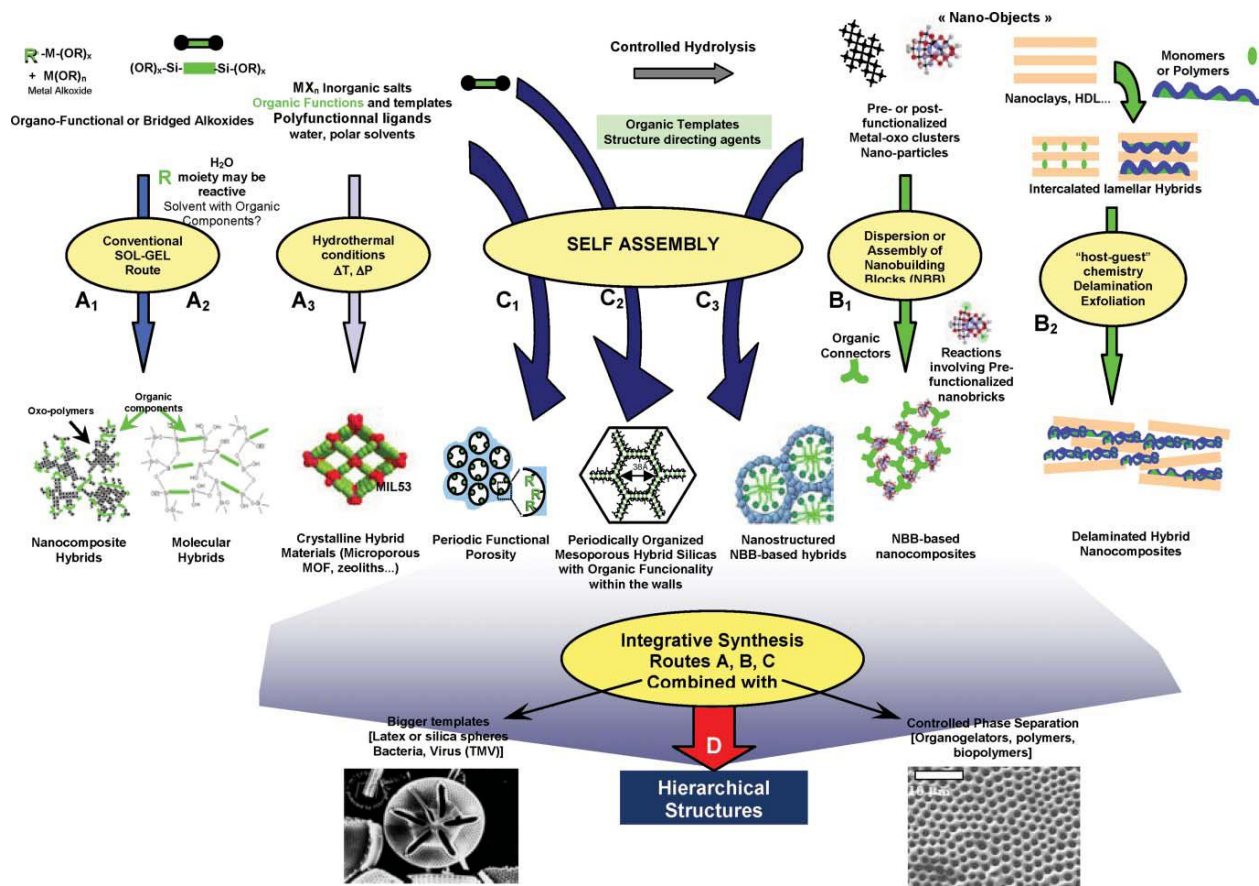 R-M-(OR)x
+ M(OR)n
Metal Alkoxide
(OR)x-Si- -Si-(OR)x
Organo-Functional or Bridged Alkoxides
MXn Inorganic salts
Organic Functions and templates
Polyfunctionnal ligands
water, polar solvents
Controlled Hydrolysis
Organic Templates
Structure directing agents
« Nano-Objects »
Pre- or post-
functionalized
Metal-oxo clusters
Nano-particles
Nanoclays, HDL...
Monomers
or Polymers
Intercalated lamellar Hybrids
H2O
R moiety may be
reactive
Solvent with Organic
Components?
Conventional
SOL-GEL
Route
A1
A2
Hydrothermal
conditions
ΔT, ΔP
A3
SELF ASSEMBLY
C1
C2
C3
Dispersion or
Assembly of
Nanobuilding
Blocks (NBB)
B1
"host-guest"
chemistry
Delamination
Exfoliation
B2
Organic
Connectors
Reactions
involving Pre-
functionalized
nanobricks
Oxo-polymers
Organic
components
MIL53
R
R
R
38Å
Nanocomposite
Hybrids
Molecular
Hybrids
Crystalline Hybrid
Materials (Microporous
MOF, zeoliths...)
Periodic Functional
Porosity
Periodically Organized
Mesoporous Hybrid Silicas
with Organic Funcionality
within the walls
Nanostructured
NBB-based hybrids
NBB-based
nanocomposites
Delaminated Hybrid
Nanocomposites
Integrative Synthesis
Routes A, B, C
Combined with
Bigger templates
[Latex or silica spheres
Bacteria, Virus (TMV)]
D
Controlled Phase Separation
[Organogelators, polymers,
biopolymers]
Hierarchical
Structures
10 µm